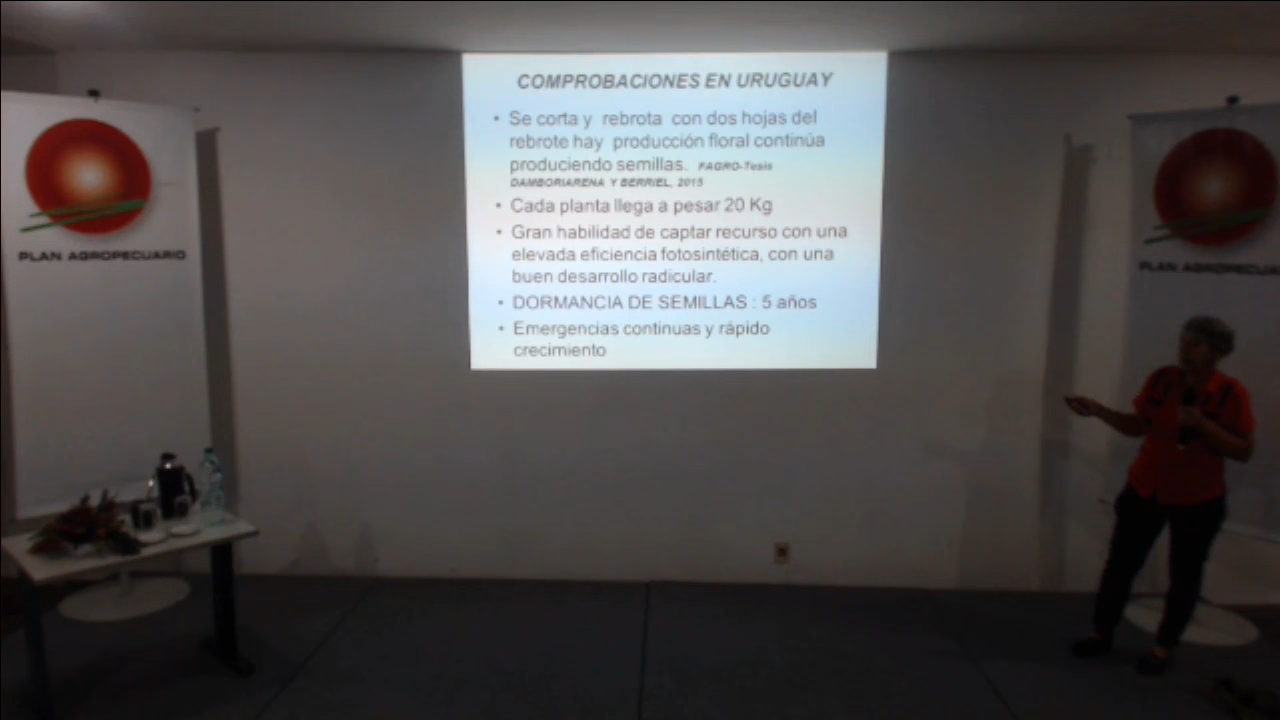 COMPROBACIONES EN URUGUAY
• Se corta y rebrota con dos hojas del
rebrote hay producción floral continúa
produciendo semillas. FAGRO-Tesis
DAMBORIARENA Y BERRIEL, 2015
• Cada planta llega a pesar 20 Kg
• Gran habilidad de captar recurso con una
elevada eficiencia fotosintética, con una
buen desarrollo radicular.
• DORMANCIA DE SEMILLAS : 5 años
• Emergencias continuas y rápido
crecimiento
PLAN AGROPECUARIO
PLAN AGROPECUA